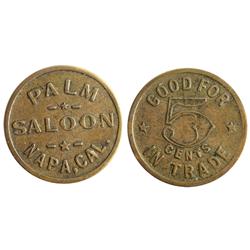 PALM
SALOON
NAPA, CAL.
GOOD FOR
5
CENTS
IN TRADE